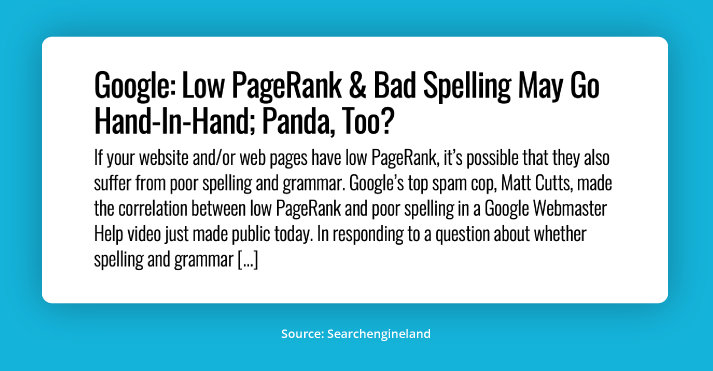 Google: Low PageRank & Bad Spelling May Go
Hand-In-Hand; Panda, Too?
If your website and/or web pages have low PageRank, it’s possible that they also
suffer from poor spelling and grammar. Google’s top spam cop, Matt Cutts, made
the correlation between low PageRank and poor spelling in a Google Webmaster
Help video just made public today. In responding to a question about whether
spelling and grammar [...]
Source: Searchengineland